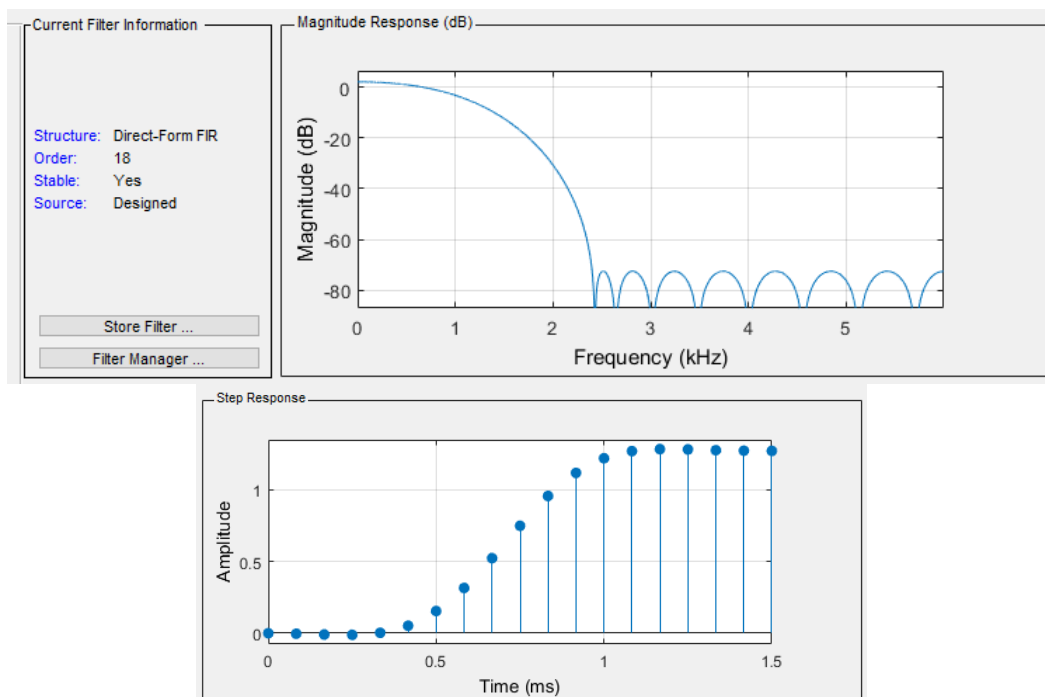 Current Filter Information
Structure: Direct-Form FIR
Order: 18
Stable: Yes
Source: Designed
Store Filter ...
Filter Manager ...
Magnitude Response (dB)
Magnitude (dB)
0
-20
-40
-60
-80
0 1 2 3 4 5
Frequency (kHz)
Step Response
Amplitude
1
0.5
0
0 0.5 1 1.5
Time (ms)